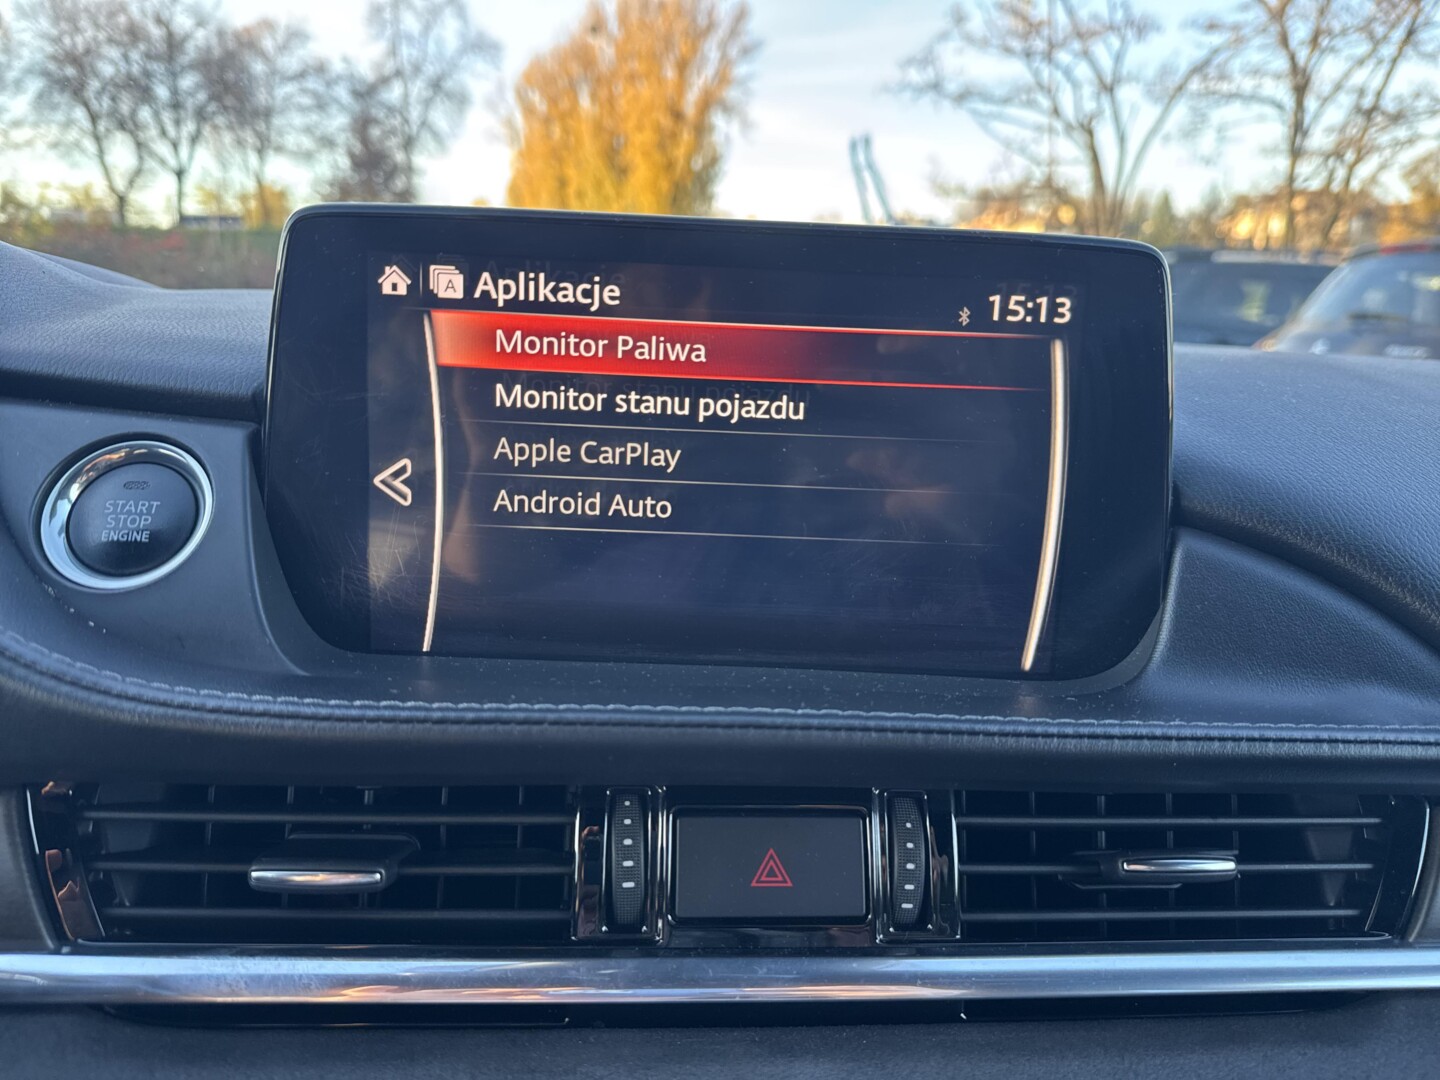 A Aplikacje
15:13
Monitor Paliwa
Monitor stanu pojazdu
Apple CarPlay
Android Auto
START
STOP
ENGINE